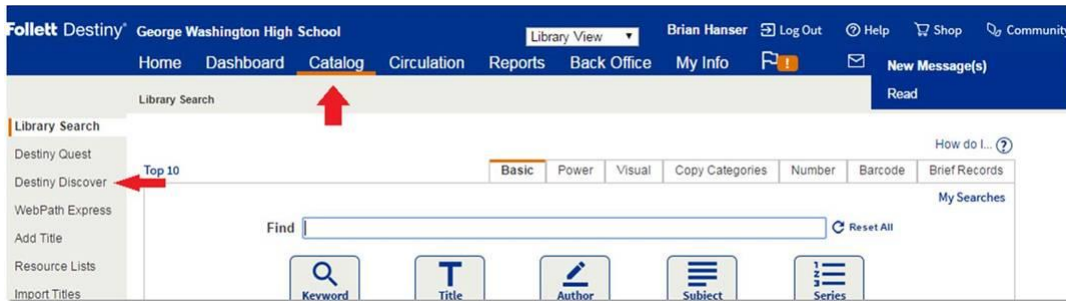 Follett Destiny® George Washington High School Library View ▼ Brian Hanser Log Out Help Shop Community
Home Dashboard Catalog Circulation Reports Back Office My Info ! New Message(s)
Library Search Read
Library Search
How do I... ?
Destiny Quest
Top 10 Basic Power Visual Copy Categories Number Barcode Brief Records
Destiny Discover
My Searches
WebPath Express
Find Reset All
Add Title
Resource Lists
Import Titles Keyword Title Author Subject Series